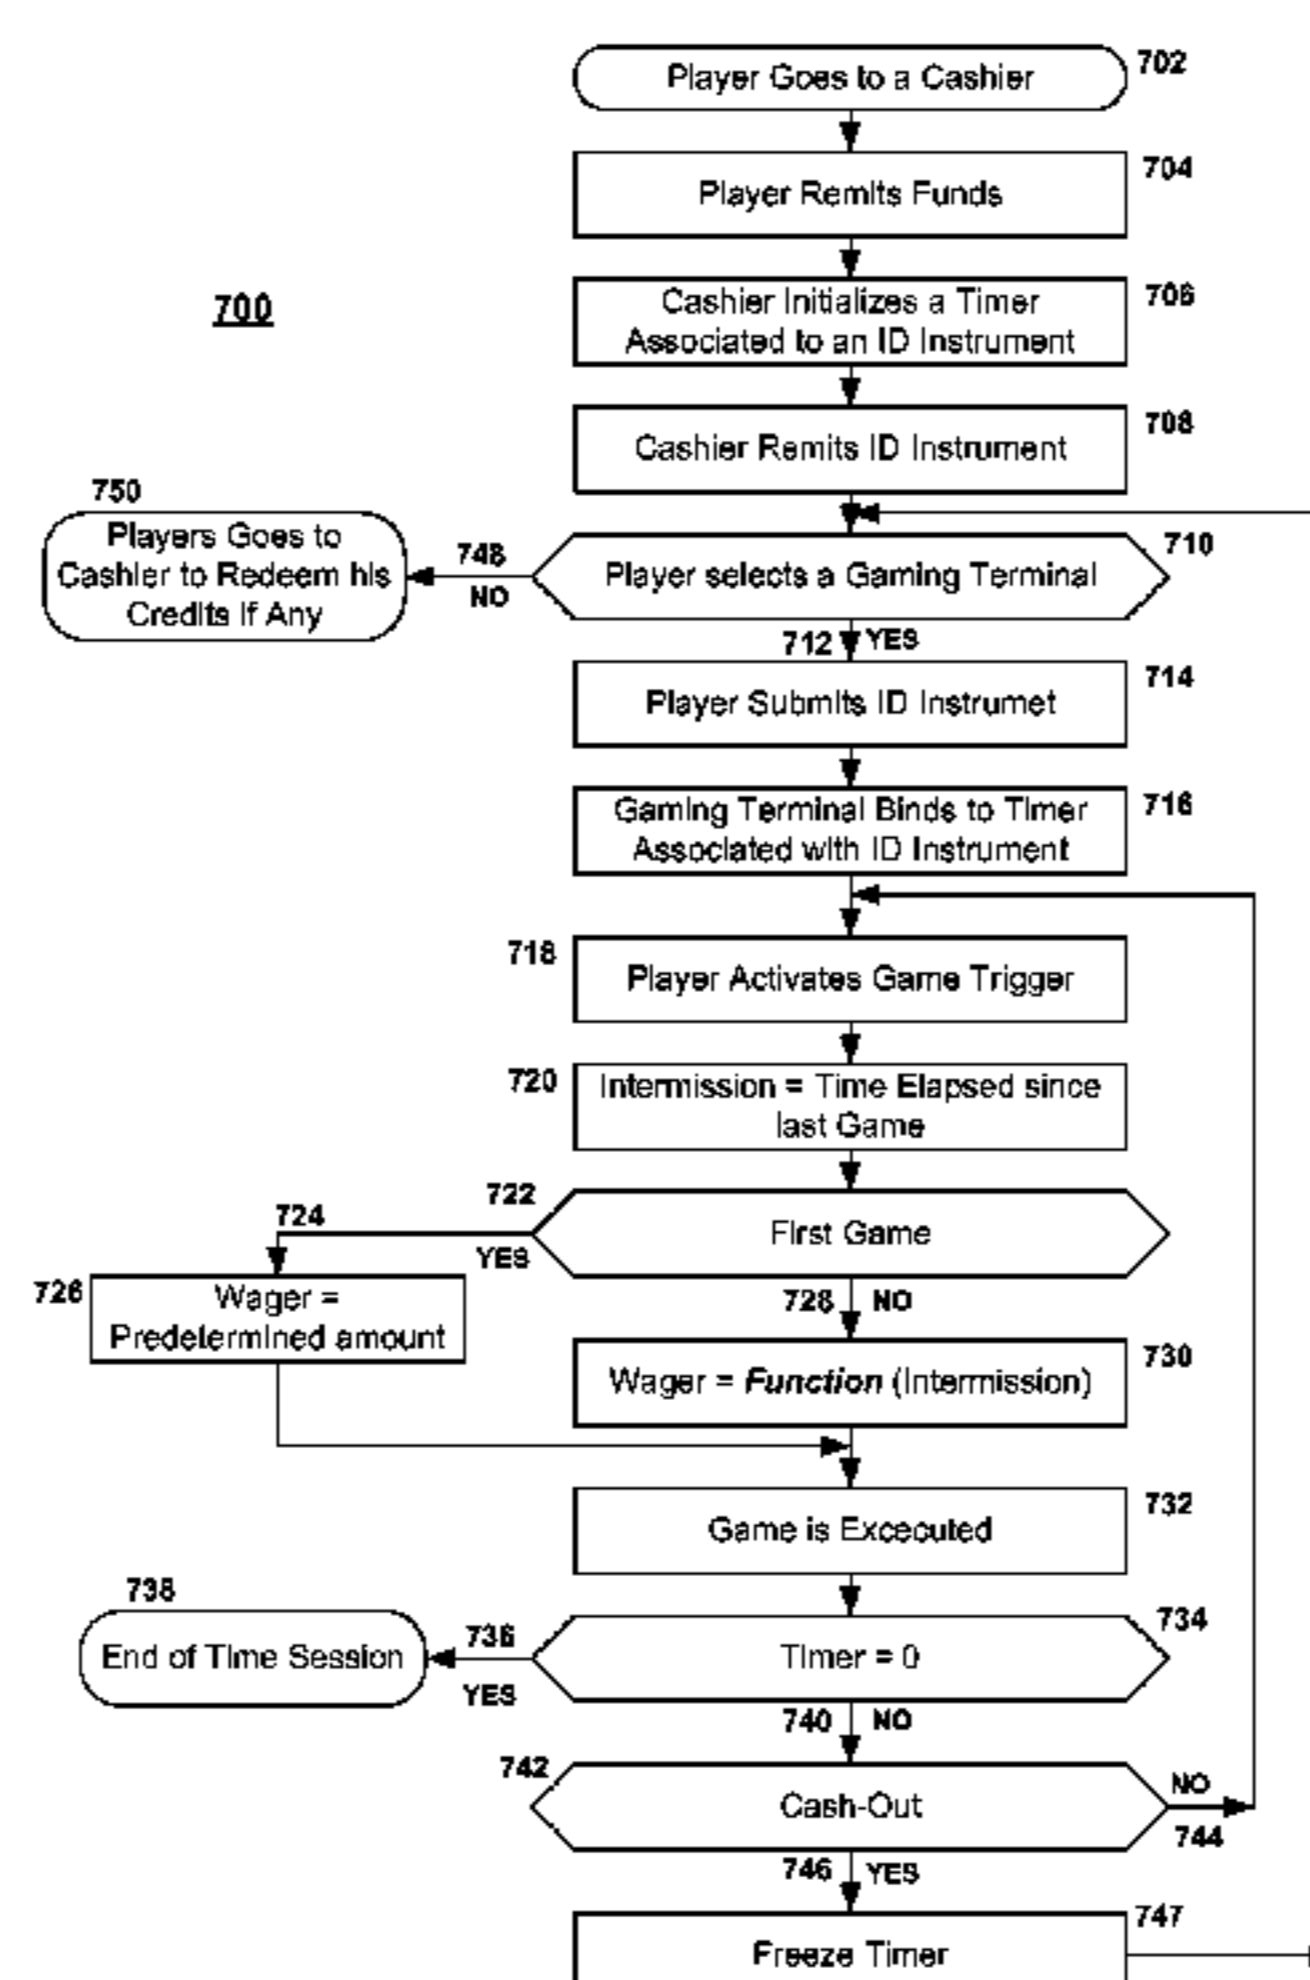 Player Goes to a Cashier
702
Player Remits Funds
704
700
Cashier Initializes a Timer
Associated to an ID Instrument
706
Cashier Remits ID Instrument
708
750
Players Goes to
Cashier to Redeem his
Credits if Any
748
NO
Player selects a Gaming Terminal
710
712
YES
Player Submits ID Instrumet
714
Gaming Terminal Binds to Timer
Associated with ID Instrument
716
718
Player Activates Game Trigger
720
Intermission = Time Elapsed since
last Game
722
First Game
724
YES
726
Wager =
Predetermined amount
728
NO
Wager = Function (Intermission)
730
Game is Excecuted
732
738
End of Time Session
736
YES
Timer = 0
734
740
NO
742
Cash-Out
NO
744
746
YES
Freeze Timer
747